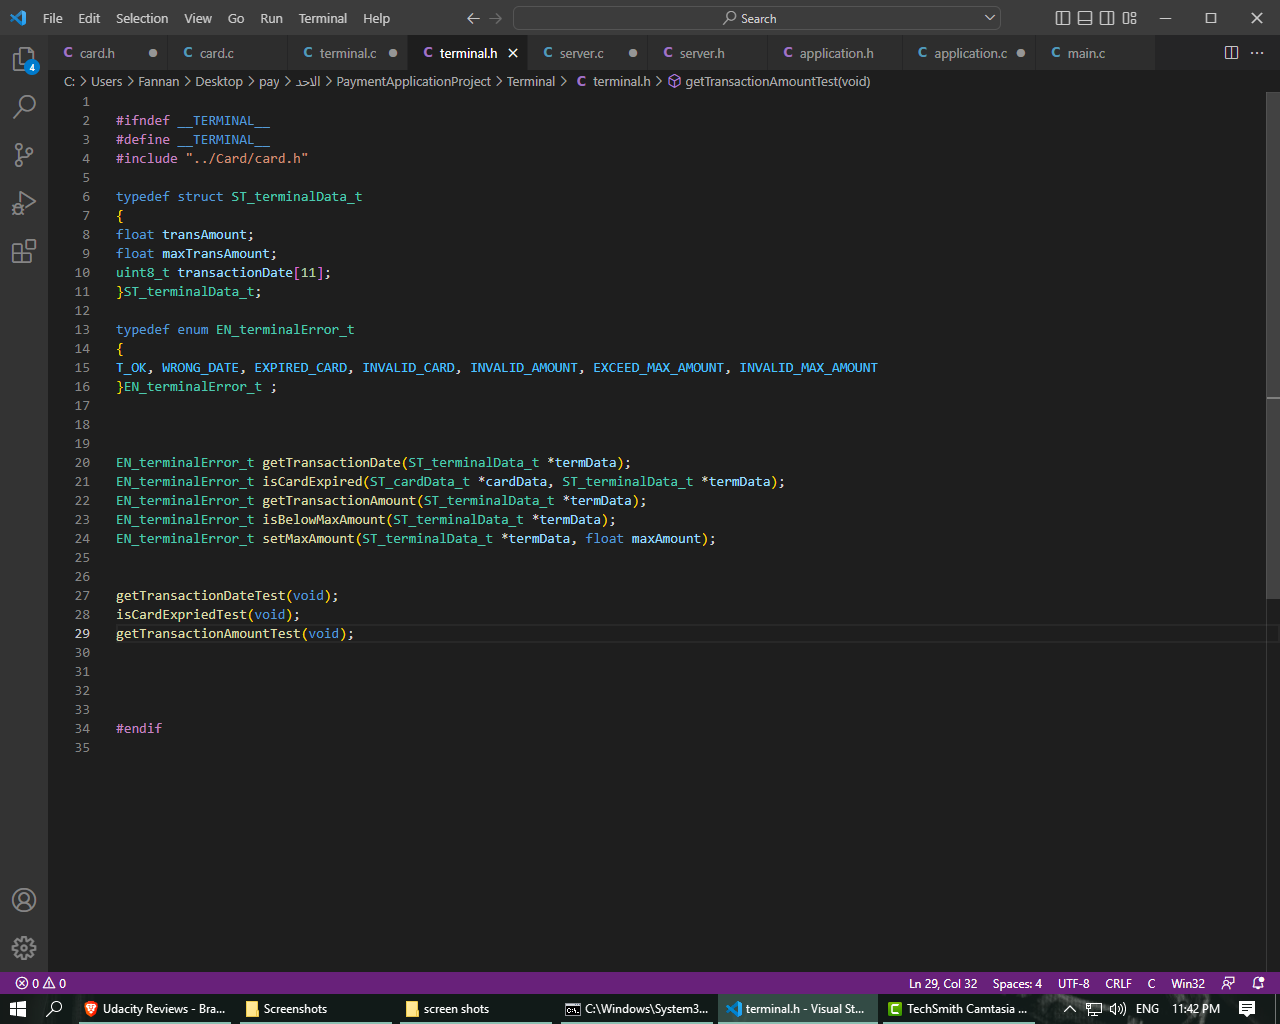 File Edit Selection View Go Run Terminal Help Search
C card.h C card.c C terminal.c C terminal.h C server.c C server.h C application.h C application.c C main.c
C: > Users > Fannan > Desktop > pay > الاحد > PaymentApplicationProject > Terminal > C terminal.h > getTransactionAmountTest(void)
4
1
2 #ifndef __TERMINAL__
3 #define __TERMINAL__
4 #include "../Card/card.h"
5
6 typedef struct ST_terminalData_t
7 {
8 float transAmount;
9 float maxTransAmount;
10 uint8_t transactionDate[11];
11 }ST_terminalData_t;
12
13 typedef enum EN_terminalError_t
14 {
15 T_OK, WRONG_DATE, EXPIRED_CARD, INVALID_CARD, INVALID_AMOUNT, EXCEED_MAX_AMOUNT, INVALID_MAX_AMOUNT
16 }EN_terminalError_t ;
17
18
19
20 EN_terminalError_t getTransactionDate(ST_terminalData_t *termData);
21 EN_terminalError_t isCardExpired(ST_cardData_t *cardData, ST_terminalData_t *termData);
22 EN_terminalError_t getTransactionAmount(ST_terminalData_t *termData);
23 EN_terminalError_t isBelowMaxAmount(ST_terminalData_t *termData);
24 EN_terminalError_t setMaxAmount(ST_terminalData_t *termData, float maxAmount);
25
26
27 getTransactionDateTest(void);
28 isCardExpriedTest(void);
29 getTransactionAmountTest(void);
30
31
32
33
34 #endif
35
0 0 Ln 29, Col 32 Spaces: 4 UTF-8 CRLF C Win32
Udacity Reviews - Bra... Screenshots screen shots C:\Windows\System3... terminal.h - Visual St... TechSmith Camtasia ... ENG 11:42 PM